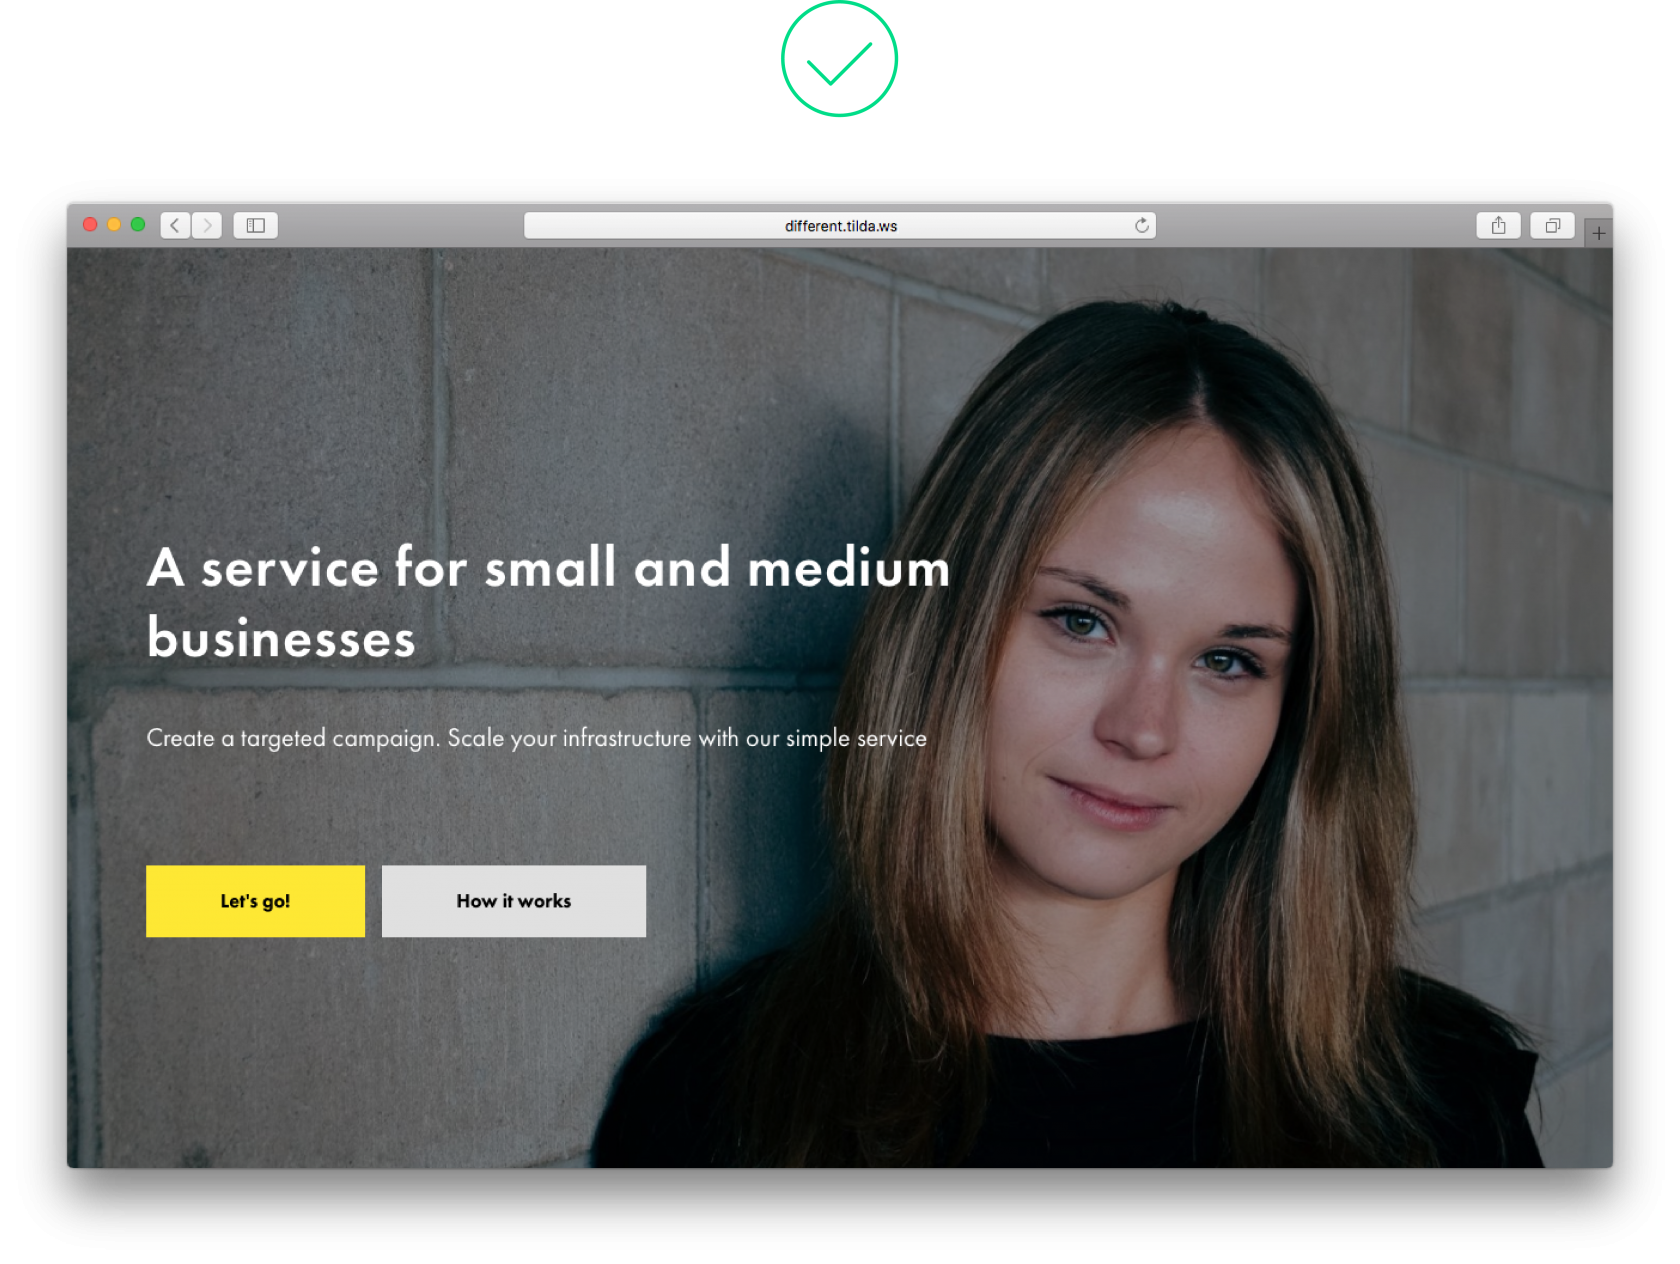 different.tilda.ws
A service for small and medium
businesses
Create a targeted campaign. Scale your infrastructure with our simple service
Let's go!
How it works